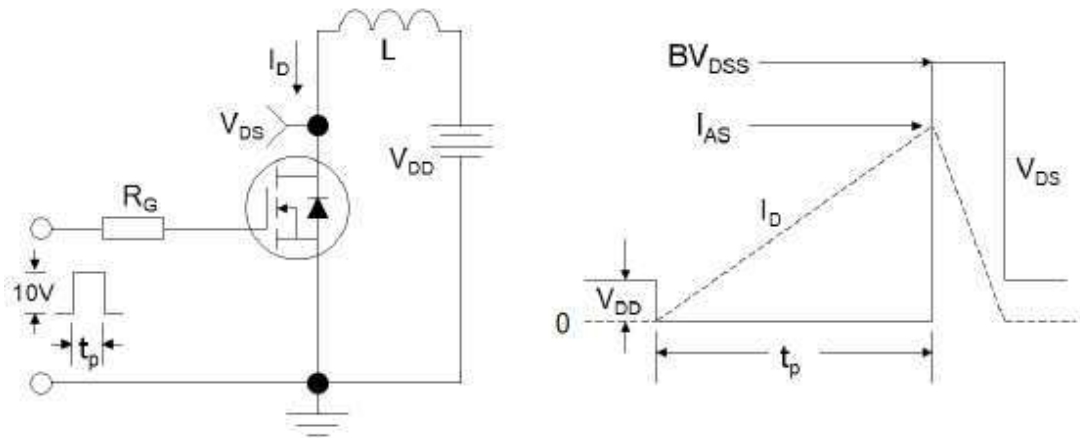 L
I_D
V_DS
V_DD
R_G
10V
t_p
BV_DSS
I_AS
V_DS
I_D
V_DD
0
t_p